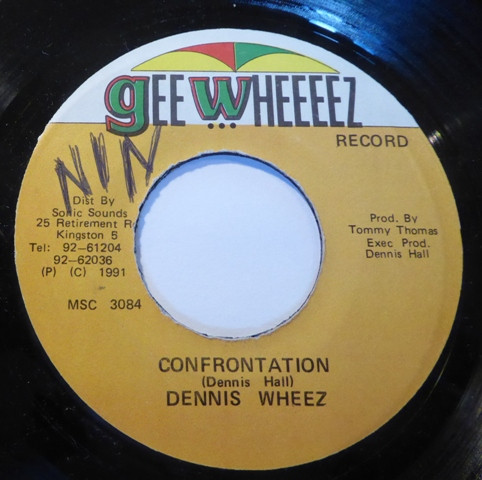 gEE WHEEEEZ
RECORD
NIN
Dist By
Sonic Sounds
25 Retirement R
Kingston 5
Tel: 92-61204
92-62036
(P) (C) 1991
MSC 3084
Prod. By
Tommy Thomas
Exec Prod.
Dennis Hall
CONFRONTATION
(Dennis Hall)
DENNIS WHEEZ